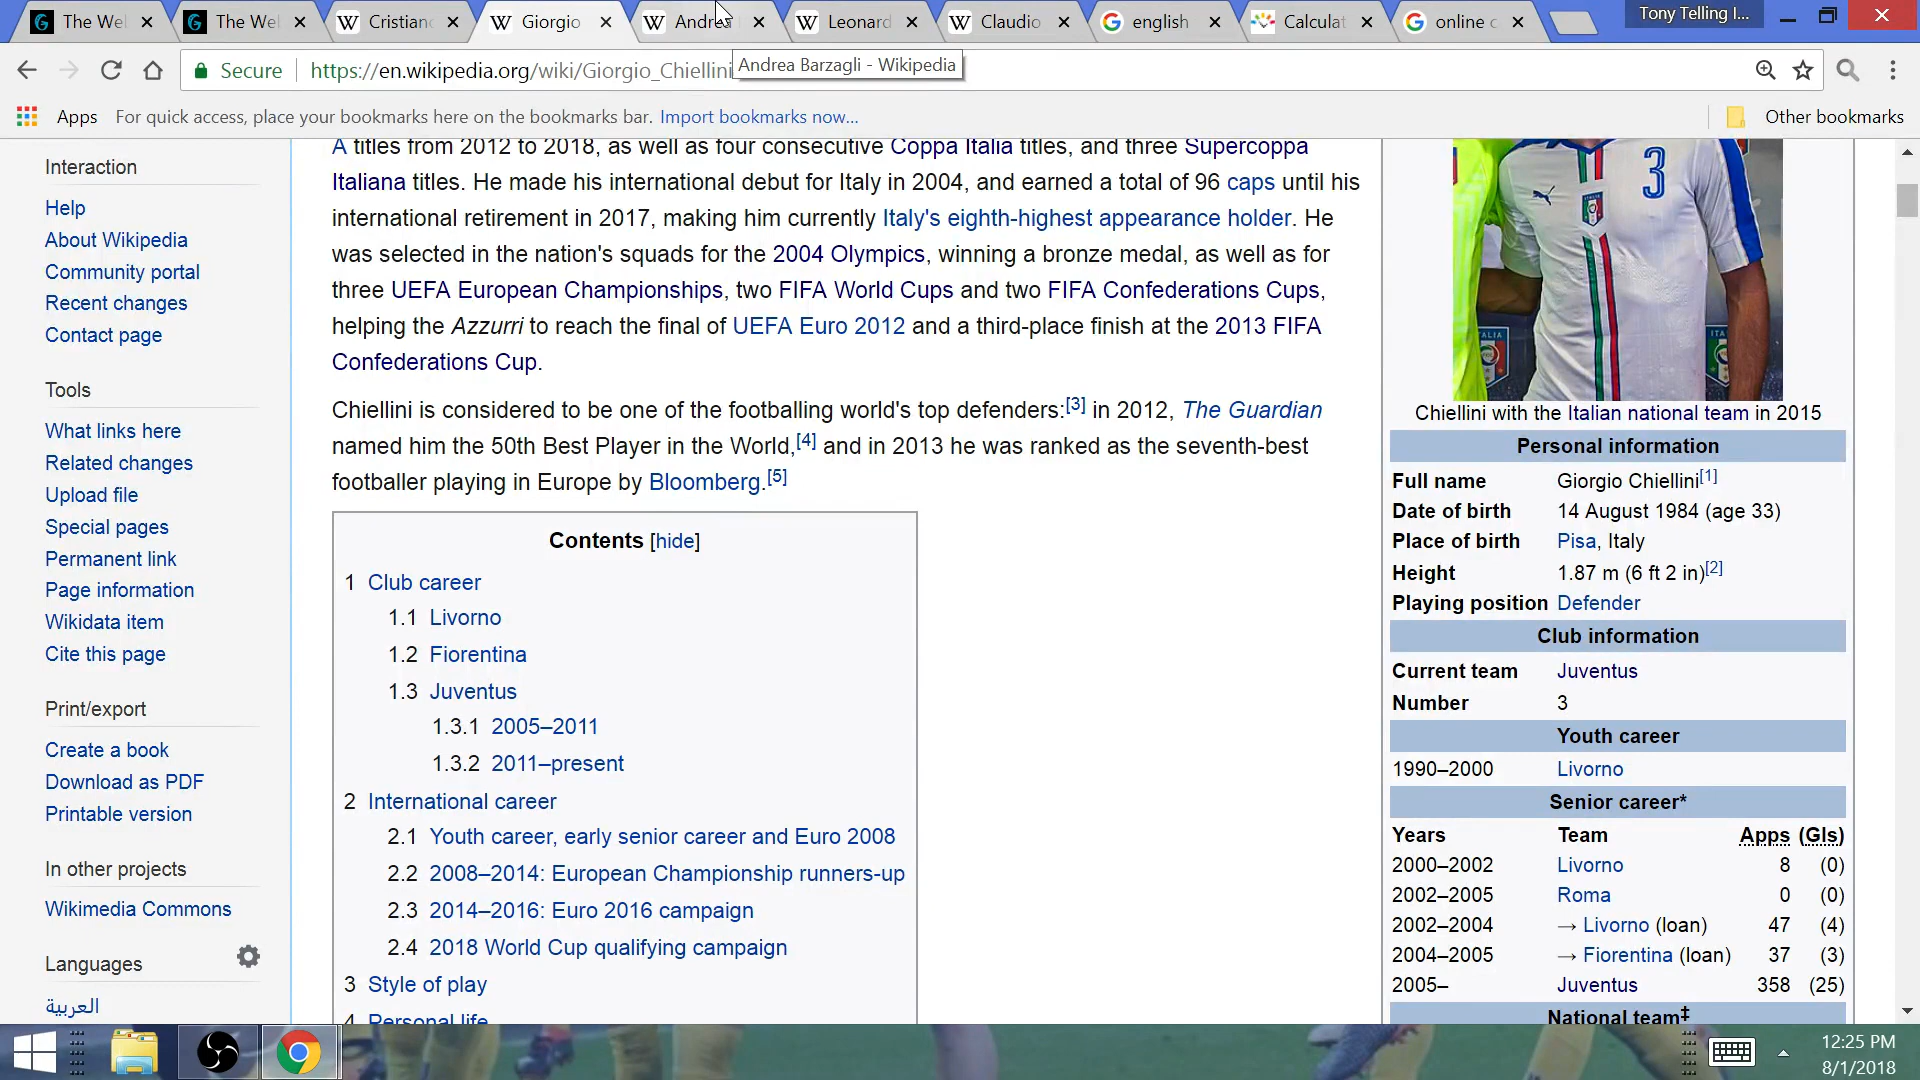 The Wel
The Wel
Cristian
Giorgio
Andrea
Leonard
Claudio
english
Calculat
online c
Tony Telling I...
Secure
https://en.wikipedia.org/wiki/Giorgio_Chiellini
Andrea Barzagli - Wikipedia
Apps
For quick access, place your bookmarks here on the bookmarks bar. Import bookmarks now...
Other bookmarks
Interaction
Help
About Wikipedia
Community portal
Recent changes
Contact page
Tools
What links here
Related changes
Upload file
Special pages
Permanent link
Page information
Wikidata item
Cite this page
Print/export
Create a book
Download as PDF
Printable version
In other projects
Wikimedia Commons
Languages
العربية
A titles from 2012 to 2018, as well as four consecutive Coppa Italia titles, and three Supercoppa
Italiana titles. He made his international debut for Italy in 2004, and earned a total of 96 caps until his
international retirement in 2017, making him currently Italy's eighth-highest appearance holder. He
was selected in the nation's squads for the 2004 Olympics, winning a bronze medal, as well as for
three UEFA European Championships, two FIFA World Cups and two FIFA Confederations Cups,
helping the Azzurri to reach the final of UEFA Euro 2012 and a third-place finish at the 2013 FIFA
Confederations Cup.
Chiellini is considered to be one of the footballing world's top defenders:[3] in 2012, The Guardian
named him the 50th Best Player in the World,[4] and in 2013 he was ranked as the seventh-best
footballer playing in Europe by Bloomberg.[5]
Contents [hide]
1 Club career
1.1 Livorno
1.2 Fiorentina
1.3 Juventus
1.3.1 2005–2011
1.3.2 2011–present
2 International career
2.1 Youth career, early senior career and Euro 2008
2.2 2008–2014: European Championship runners-up
2.3 2014–2016: Euro 2016 campaign
2.4 2018 World Cup qualifying campaign
3 Style of play
4 Personal life
3
Chiellini with the Italian national team in 2015
Personal information
Full name Giorgio Chiellini[1]
Date of birth 14 August 1984 (age 33)
Place of birth Pisa, Italy
Height 1.87 m (6 ft 2 in)[2]
Playing position Defender
Club information
Current team Juventus
Number 3
Youth career
1990–2000 Livorno
Senior career*
Years Team Apps (Gls)
2000–2002 Livorno 8 (0)
2002–2005 Roma 0 (0)
2002–2004 → Livorno (loan) 47 (4)
2004–2005 → Fiorentina (loan) 37 (3)
2005– Juventus 358 (25)
National team‡
12:25 PM
8/1/2018